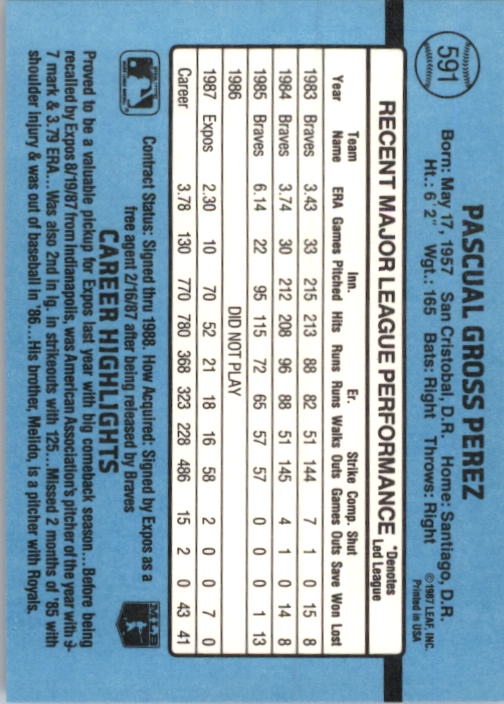 591
PASCUAL GROSS PEREZ
Born: May 17, 1957 San Cristobal, D.R. Home: Santiago, D.R.
Ht.: 6' 2" Wgt.: 165 Bats: Right Throws: Right
©1987 LEAF, INC.
Printed in USA
RECENT MAJOR LEAGUE PERFORMANCE
*Denotes
Led League
Team Inn. Er. Strike Comp. Shut
Year Name ERA Games Pitched Hits Runs Runs Walks Outs Games Outs Save Won Lost
1983 Braves 3.43 33 215 213 88 82 51 144 7 1 0 15 8
1984 Braves 3.74 30 212 208 96 88 51 145 4 1 0 14 8
1985 Braves 6.14 22 95 115 72 65 57 57 0 0 0 1 13
1986 DID NOT PLAY
1987 Expos 2.30 10 70 52 21 18 16 58 2 0 0 7 0
Career 3.78 130 770 780 368 323 228 486 15 2 0 43 41
Contract Status: Signed thru 1988. How Acquired: Signed by Expos as a
free agent 2/16/87 after being released by Braves
CAREER HIGHLIGHTS
Proved to be a valuable pickup for Expos last year with big comeback season...Before being
recalled by Expos 8/19/87 from Indianapolis, was American Association's pitcher of the year with 9-
7 mark & 3.79 ERA...Was also 2nd in lg. in strikeouts with 125...Missed 2 months of '85 with
shoulder injury & was out of baseball in '86...His brother, Melido, is a pitcher with Royals.